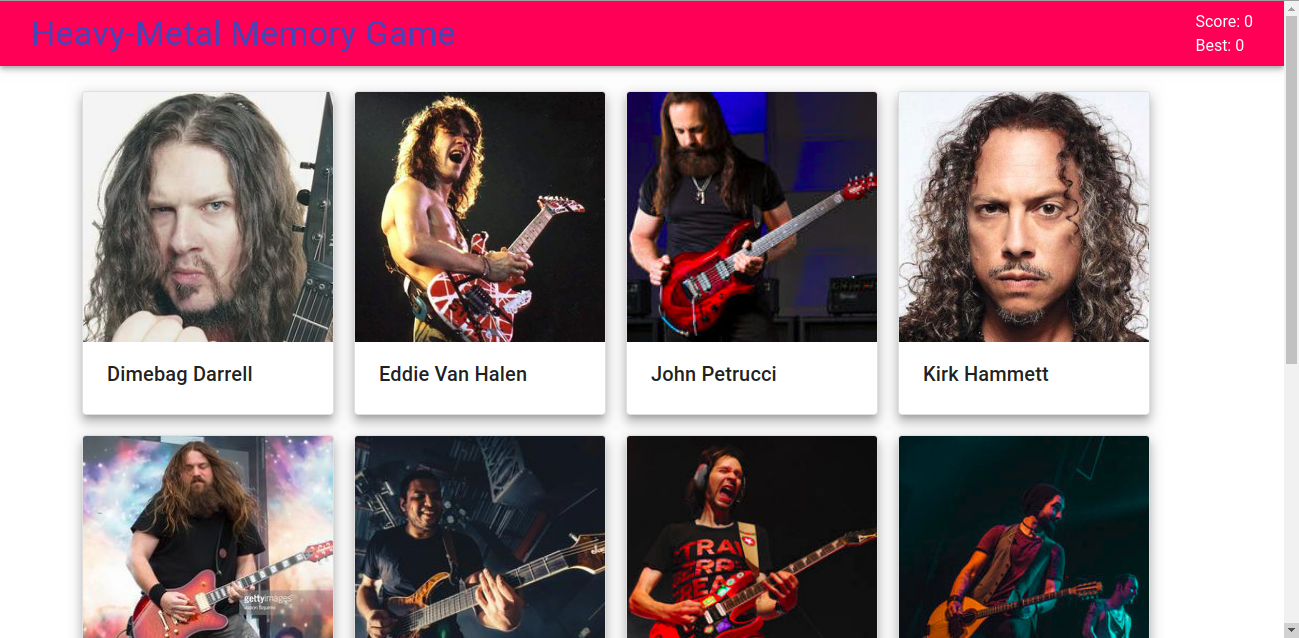 Heavy-Metal Memory Game
Score: 0
Best: 0
Dimebag Darrell
Eddie Van Halen
John Petrucci
Kirk Hammett
gettyimages